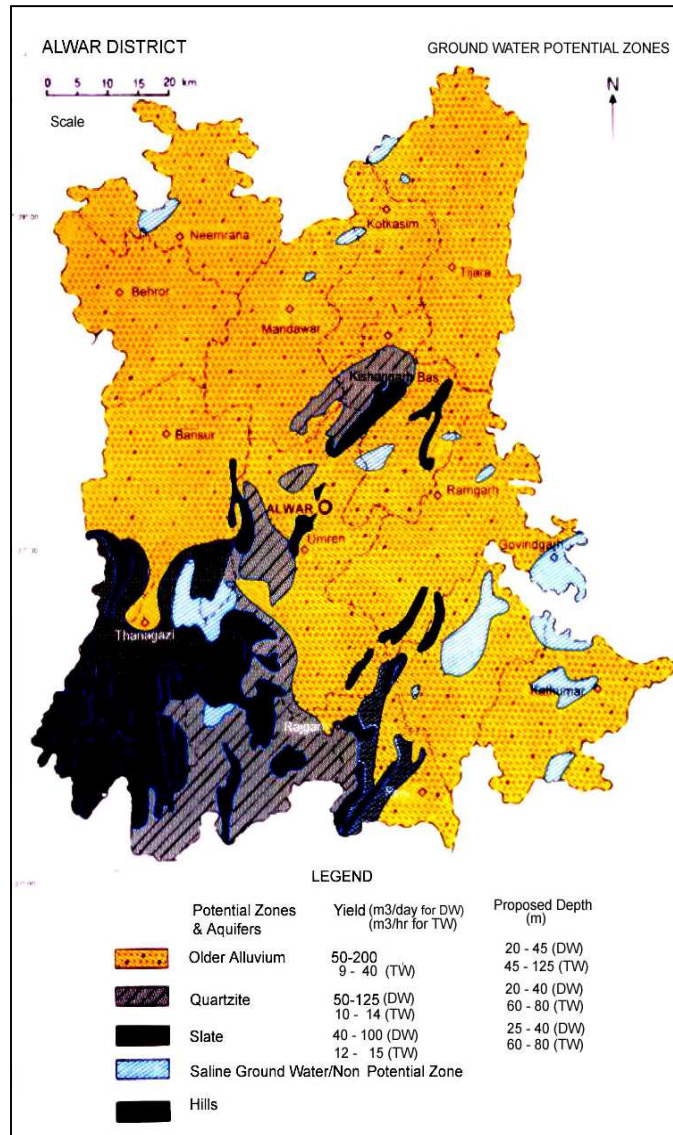 ALWAR DISTRICT
GROUND WATER POTENTIAL ZONES
0 5 10 15 20 km
Scale
N
Kotkasim
Neemrana
Tijara
Behror
Mandawar
Kishangarh Bas
Bansur
Ramgarh
ALWAR
Umren
Govindgarh
Thanagazi
Kathumar
Rajgarh
LEGEND
Potential Zones & Aquifers Yield (m3/day for DW) (m3/hr for TW) Proposed Depth (m)
Older Alluvium 50-200 20 - 45 (DW)
9 - 40 (TW) 45 - 125 (TW)
Quartzite 50-125 (DW) 20 - 40 (DW)
10 - 14 (TW) 60 - 80 (TW)
Slate 40 - 100 (DW) 25 - 40 (DW)
12 - 15 (TW) 60 - 80 (TW)
Saline Ground Water/Non Potential Zone
Hills